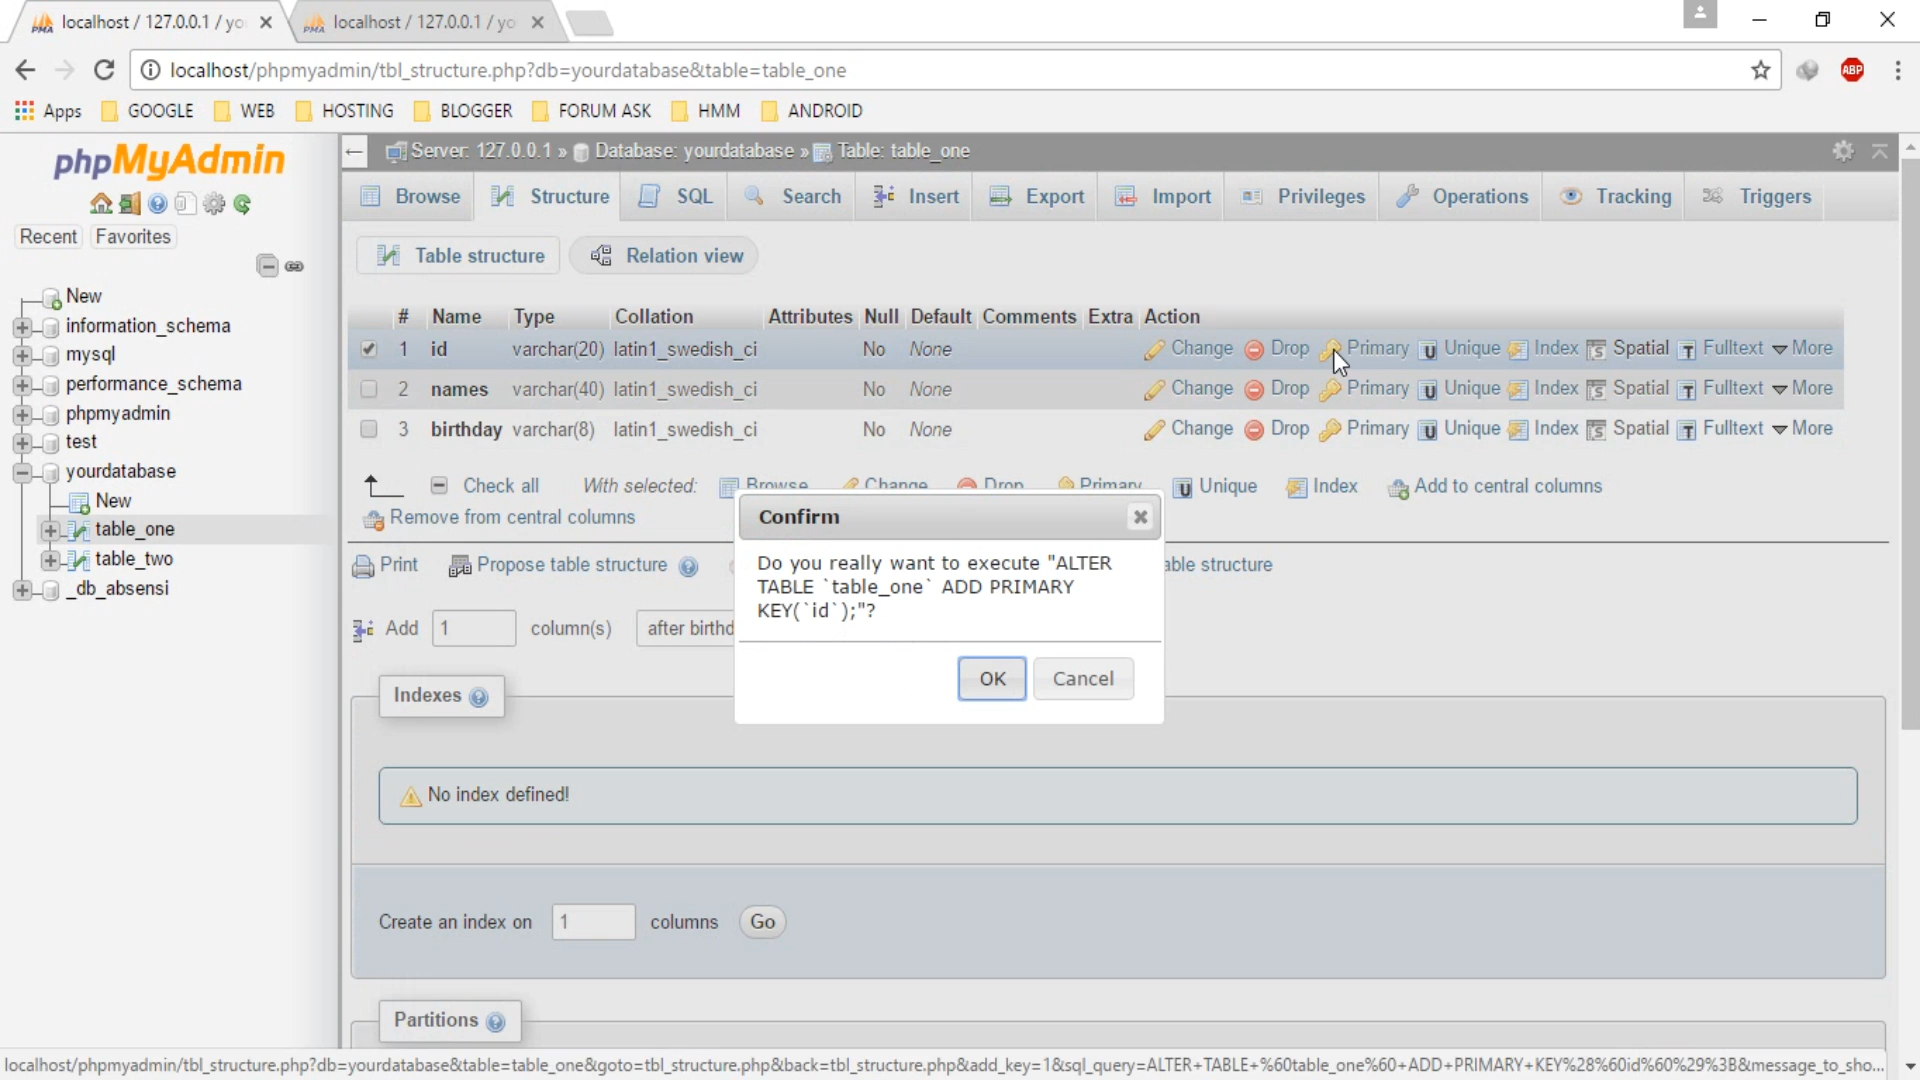 localhost / 127.0.0.1 / yo
localhost / 127.0.0.1 / yo
localhost/phpmyadmin/tbl_structure.php?db=yourdatabase&table=table_one
ABP
Apps GOOGLE WEB HOSTING BLOGGER FORUM ASK HMM ANDROID
phpMyAdmin
Recent Favorites
New
information_schema
mysql
performance_schema
phpmyadmin
test
yourdatabase
New
table_one
table_two
_db_absensi
Server: 127.0.0.1 » Database: yourdatabase » Table: table_one
Browse Structure SQL Search Insert Export Import Privileges Operations Tracking Triggers
Table structure Relation view
# Name Type Collation Attributes Null Default Comments Extra Action
1 id varchar(20) latin1_swedish_ci No None Change Drop Primary Unique Index Spatial Fulltext More
2 names varchar(40) latin1_swedish_ci No None Change Drop Primary Unique Index Spatial Fulltext More
3 birthday varchar(8) latin1_swedish_ci No None Change Drop Primary Unique Index Spatial Fulltext More
Check all With selected: Browse Change Drop Primary Unique Index Add to central columns
Remove from central columns
Print Propose table structure able structure
Add 1 column(s) after birthd
Confirm
Do you really want to execute "ALTER
TABLE `table_one` ADD PRIMARY
KEY(`id`);"?
OK Cancel
Indexes
No index defined!
Create an index on 1 columns Go
Partitions
localhost/phpmyadmin/tbl_structure.php?db=yourdatabase&table=table_one&goto=tbl_structure.php&back=tbl_structure.php&add_key=1&sql_query=ALTER+TABLE+%60table_one%60+ADD+PRIMARY+KEY%28%60id%60%29%3B&message_to_sho...